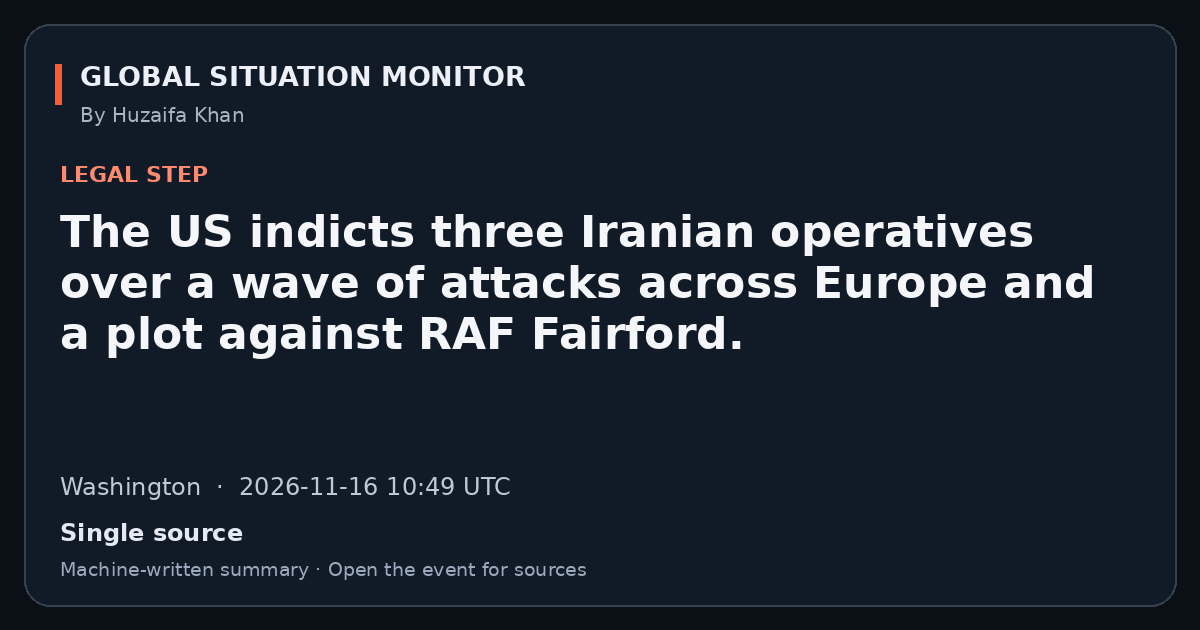 GLOBAL SITUATION MONITOR
By Huzaifa Khan
LEGAL STEP
The US indicts three Iranian operatives
over a wave of attacks across Europe and
a plot against RAF Fairford.
Washington · 2026-11-16 10:49 UTC
Single source
Machine-written summary · Open the event for sources